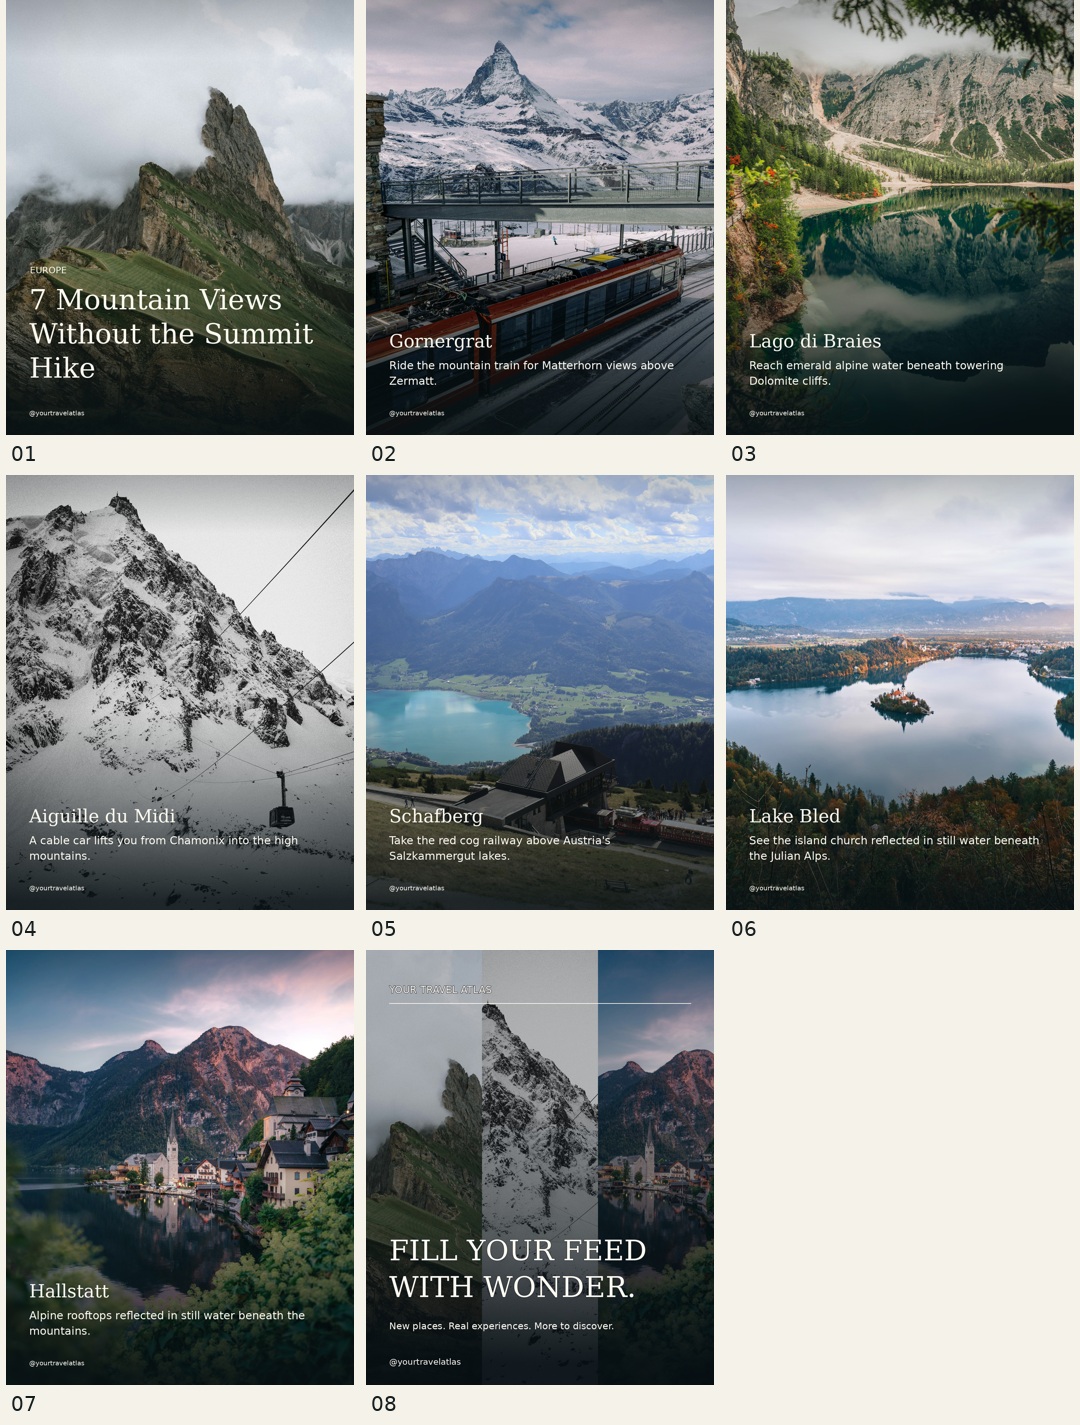 EUROPE
7 Mountain Views
Without the Summit
Hike
@yourtravelatlas
01
Gornergrat
Ride the mountain train for Matterhorn views above
Zermatt.
@yourtravelatlas
02
Lago di Braies
Reach emerald alpine water beneath towering
Dolomite cliffs.
@yourtravelatlas
03
Aiguille du Midi
A cable car lifts you from Chamonix into the high
mountains.
@yourtravelatlas
04
Schafberg
Take the red cog railway above Austria's
Salzkammergut lakes.
@yourtravelatlas
05
Lake Bled
See the island church reflected in still water beneath
the Julian Alps.
@yourtravelatlas
06
Hallstatt
Alpine rooftops reflected in still water beneath the
mountains.
@yourtravelatlas
07
YOUR TRAVEL ATLAS
FILL YOUR FEED
WITH WONDER.
New places. Real experiences. More to discover.
@yourtravelatlas
08